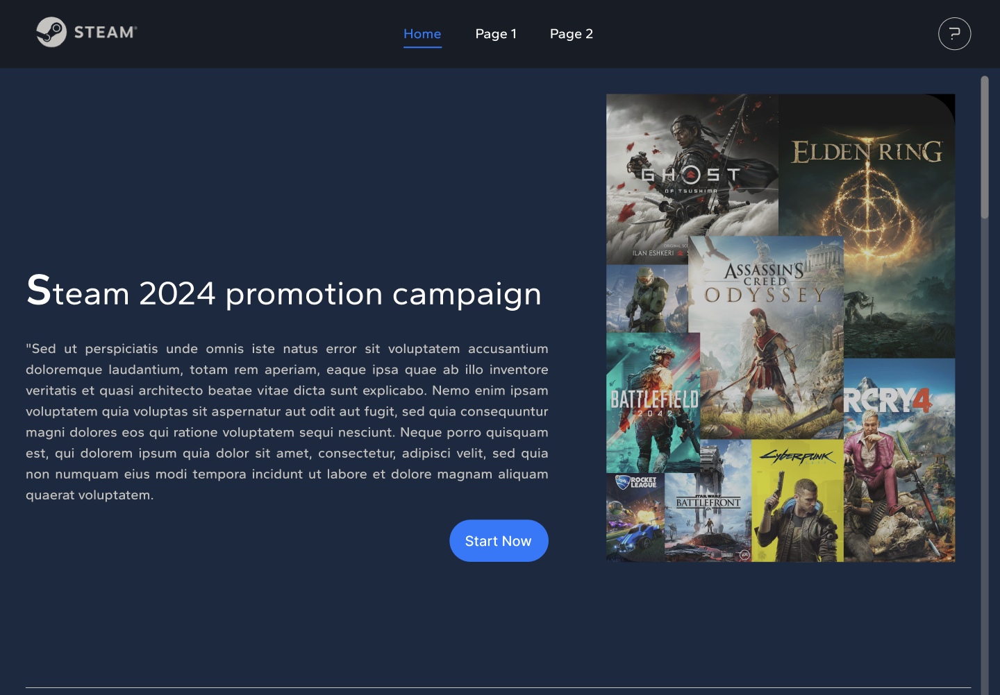 STEAM®
Home Page 1 Page 2
Steam 2024 promotion campaign
"Sed ut perspiciatis unde omnis iste natus error sit voluptatem accusantium
doloremque laudantium, totam rem aperiam, eaque ipsa quae ab illo inventore
veritatis et quasi architecto beatae vitae dicta sunt explicabo. Nemo enim ipsam
voluptatem quia voluptas sit aspernatur aut odit aut fugit, sed quia consequuntur
magni dolores eos qui ratione voluptatem sequi nesciunt. Neque porro quisquam
est, qui dolorem ipsum quia dolor sit amet, consectetur, adipisci velit, sed quia
non numquam eius modi tempora incidunt ut labore et dolore magnam aliquam
quaerat voluptatem.
Start Now
GHOST
OF TSUSHIMA
ORIGINAL
ILAN ESHKERI
ELDEN RING
ASSASSIN'S
CREED
ODYSSEY
BATTLEFIELD
2042
RCRY4
ROCKET
LEAGUE
STAR WARS
BATTLEFRONT
EA
DICE
EA
CYBERPUNK